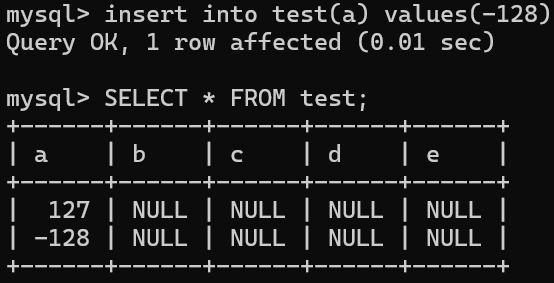 mysql> insert into test(a) values(-128)
Query OK, 1 row affected (0.01 sec)
mysql> SELECT * FROM test;
+------+------+------+------+------+
| a    | b    | c    | d    | e    |
+------+------+------+------+------+
|  127 | NULL | NULL | NULL | NULL |
| -128 | NULL | NULL | NULL | NULL |
+------+------+------+------+------+